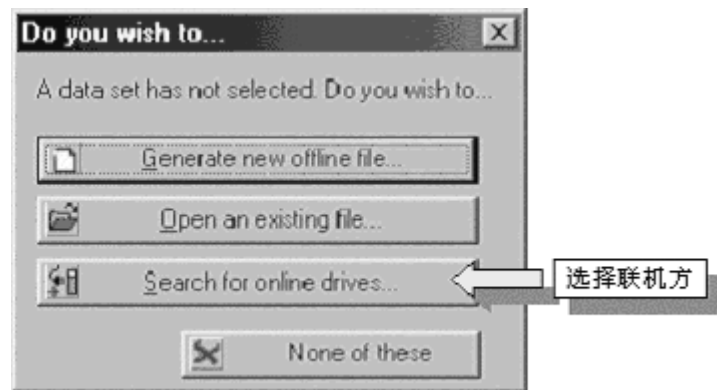 Do you wish to...
A data set has not selected. Do you wish to...
Generate new offline file...
Open an existing file...
Search for online drives...
选择联机方
None of these